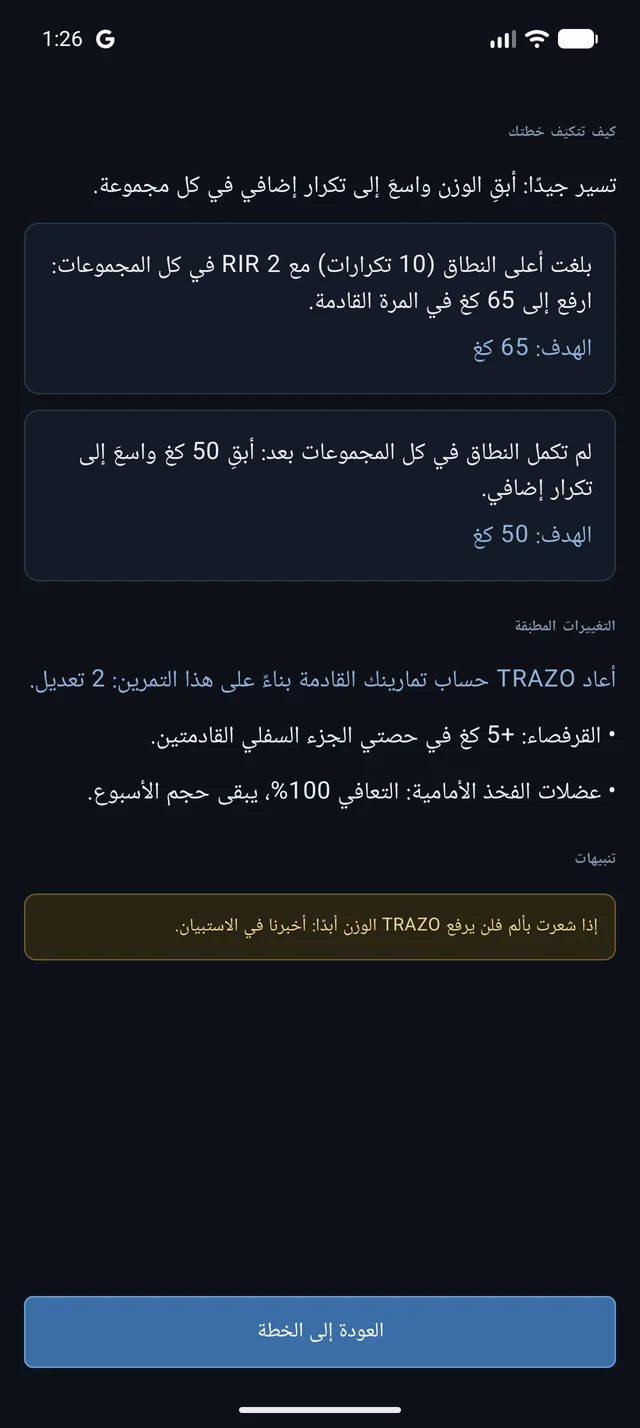 1:26 G
كيف تتكيّف خطتك
تسير جيدًا: أبقِ الوزن واسعَ إلى تكرار إضافي في كل مجموعة.
بلغت أعلى النطاق (10 تكرارات) مع RIR 2 في كل المجموعات:
ارفع إلى 65 كغ في المرة القادمة.
الهدف: 65 كغ
لم تكمل النطاق في كل المجموعات بعد: أبقِ 50 كغ واسعَ إلى
تكرار إضافي.
الهدف: 50 كغ
التغييرات المطبّقة
أعاد TRAZO حساب تمارينك القادمة بناءً على هذا التمرين: 2 تعديل.
• القرفصاء: +5 كغ في حصتي الجزء السفلي القادمتين.
• عضلات الفخذ الأمامية: التعافي 100%، يبقى حجم الأسبوع.
تنبيهات
إذا شعرت بألم فلن يرفع TRAZO الوزن أبدًا: أخبرنا في الاستبيان.
العودة إلى الخطة